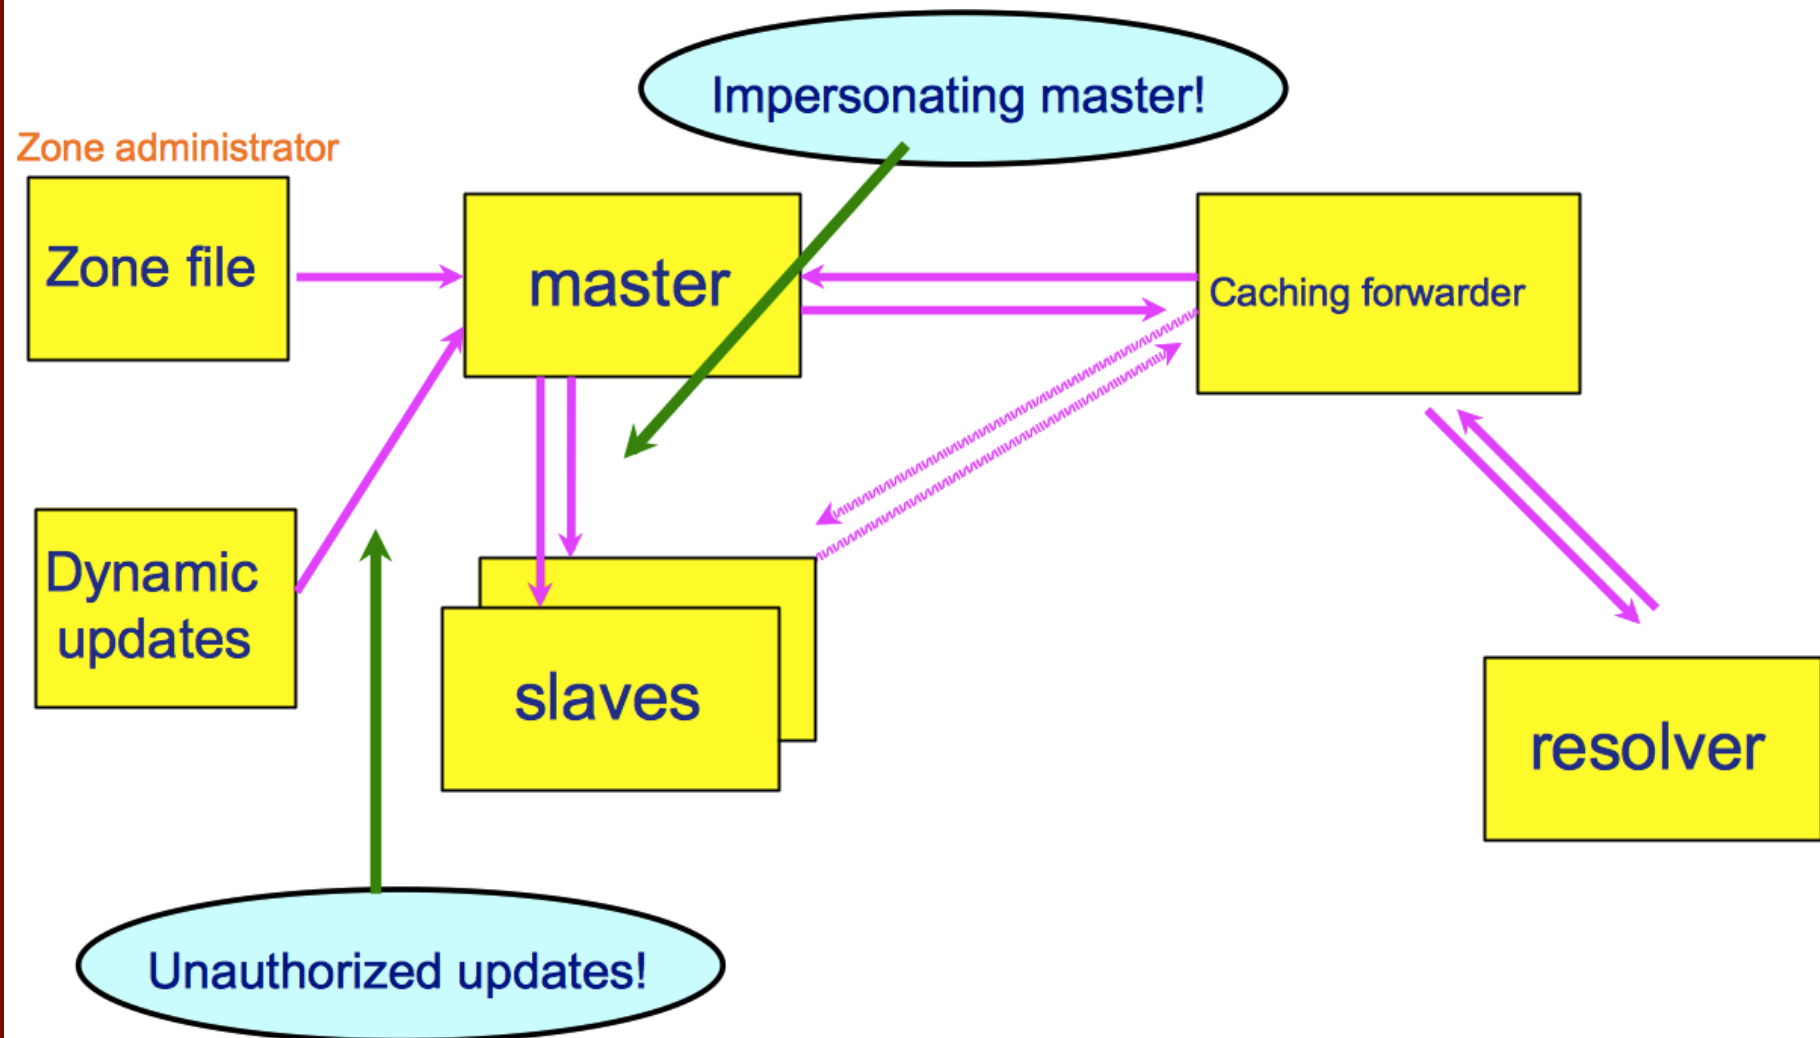 Impersonating master!
Zone administrator
Zone file
master
Caching forwarder
Dynamic
updates
slaves
resolver
Unauthorized updates!